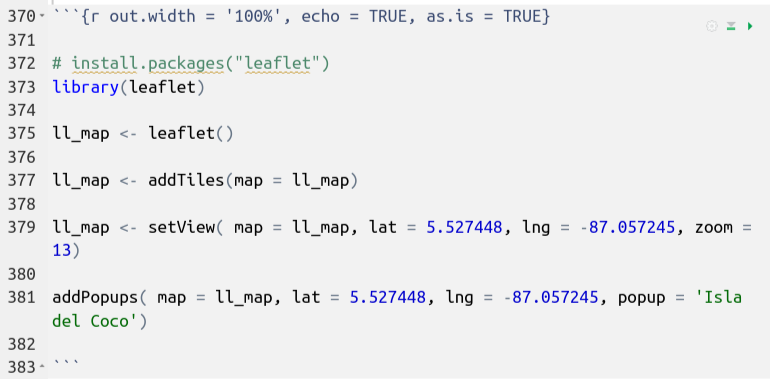 370 ```{r out.width = '100%', echo = TRUE, as.is = TRUE}
371
372 # install.packages("leaflet")
373 library(leaflet)
374
375 ll_map <- leaflet()
376
377 ll_map <- addTiles(map = ll_map)
378
379 ll_map <- setView( map = ll_map, lat = 5.527448, lng = -87.057245, zoom =
13)
380
381 addPopups( map = ll_map, lat = 5.527448, lng = -87.057245, popup = 'Isla
del Coco')
382
383 ```